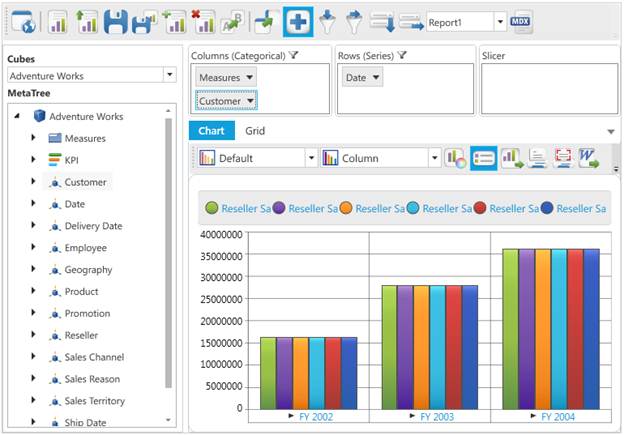 Report1
MDX
Cubes
Adventure Works
MetaTree
Adventure Works
Measures
KPI
Customer
Date
Delivery Date
Employee
Geography
Product
Promotion
Reseller
Sales Channel
Sales Reason
Sales Territory
Ship Date
Columns (Categorical)
Measures
Customer
Rows (Series)
Date
Slicer
Chart Grid
Default Column
Reseller Sa Reseller Sa Reseller Sa Reseller Sa Reseller Sa Reseller Sa
40000000
35000000
30000000
25000000
20000000
15000000
10000000
5000000
0
FY 2002 FY 2003 FY 2004